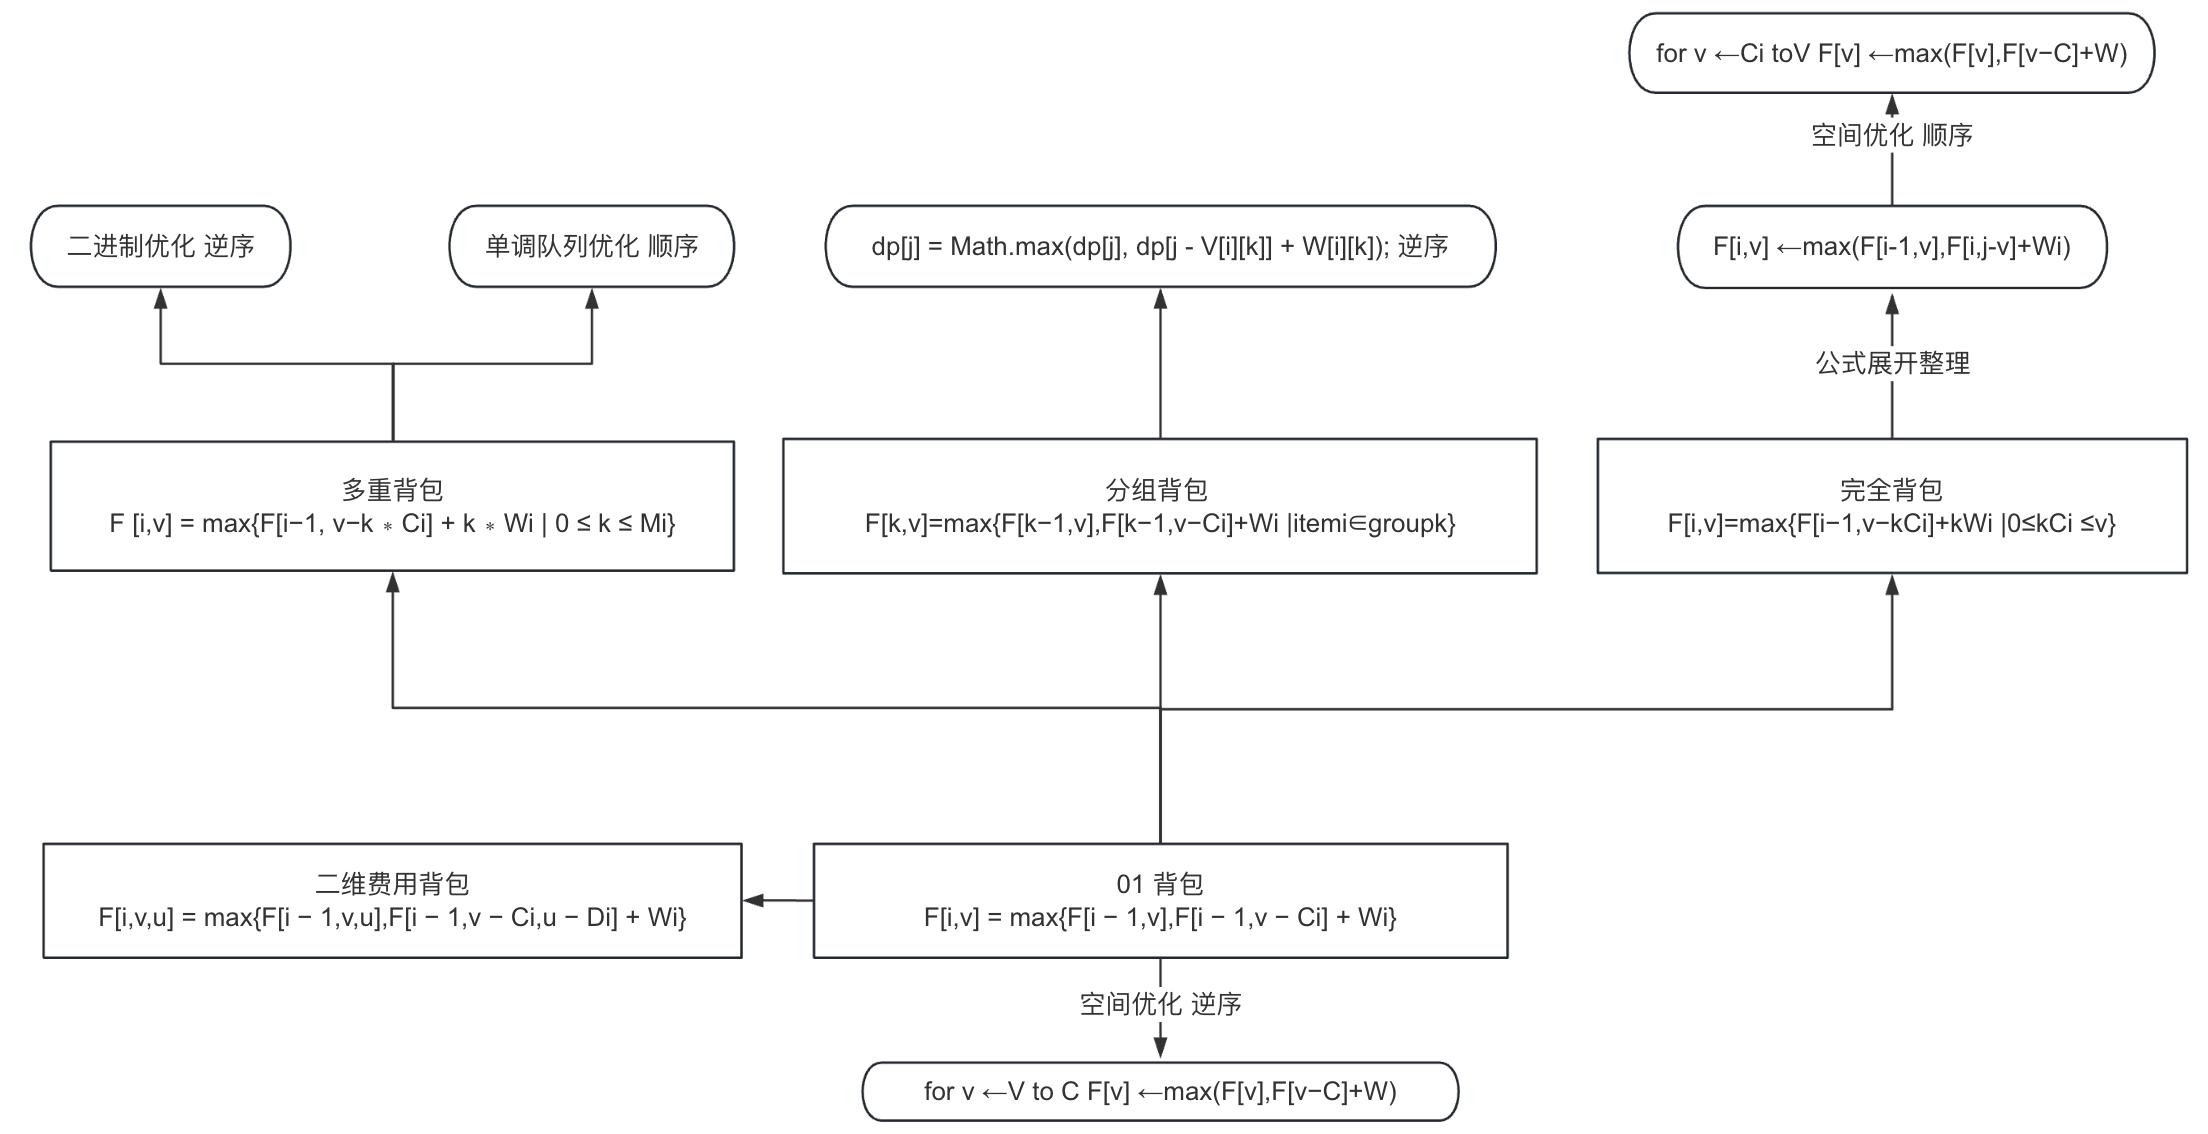 for v ←Ci toV F[v] ←max(F[v],F[v−C]+W)
空间优化 顺序
二进制优化 逆序
单调队列优化 顺序
dp[j] = Math.max(dp[j], dp[j - V[i][k]] + W[i][k]); 逆序
F[i,v] ←max(F[i-1,v],F[i,j-v]+Wi)
公式展开整理
多重背包
F [i,v] = max{F[i−1, v−k ∗ Ci] + k ∗ Wi | 0 ≤ k ≤ Mi}
分组背包
F[k,v]=max{F[k−1,v],F[k−1,v−Ci]+Wi |itemi∈groupk}
完全背包
F[i,v]=max{F[i−1,v−kCi]+kWi |0≤kCi ≤v}
二维费用背包
F[i,v,u] = max{F[i − 1,v,u],F[i − 1,v − Ci,u − Di] + Wi}
01 背包
F[i,v] = max{F[i − 1,v],F[i − 1,v − Ci] + Wi}
空间优化 逆序
for v ←V to C F[v] ←max(F[v],F[v−C]+W)